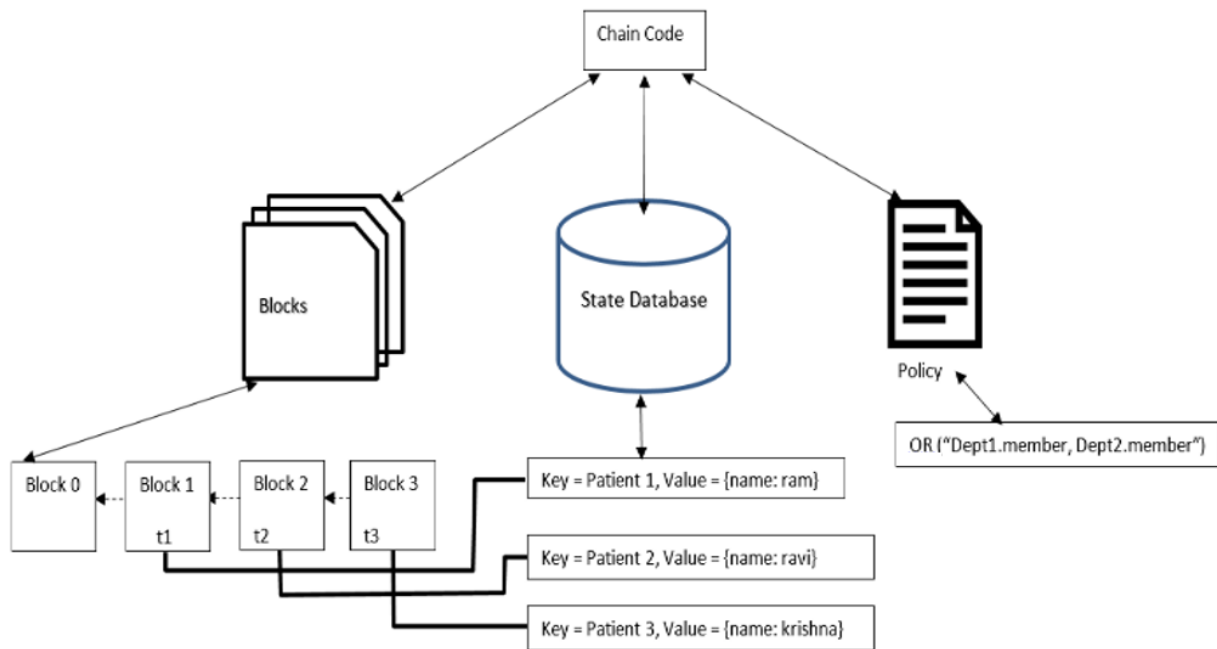 Chain Code
Blocks
State Database
Policy
OR (“Dept1.member, Dept2.member”)
Block 0
Block 1
Block 2
Block 3
t1
t2
t3
Key = Patient 1, Value = {name: ram}
Key = Patient 2, Value = {name: ravi}
Key = Patient 3, Value = {name: krishna}